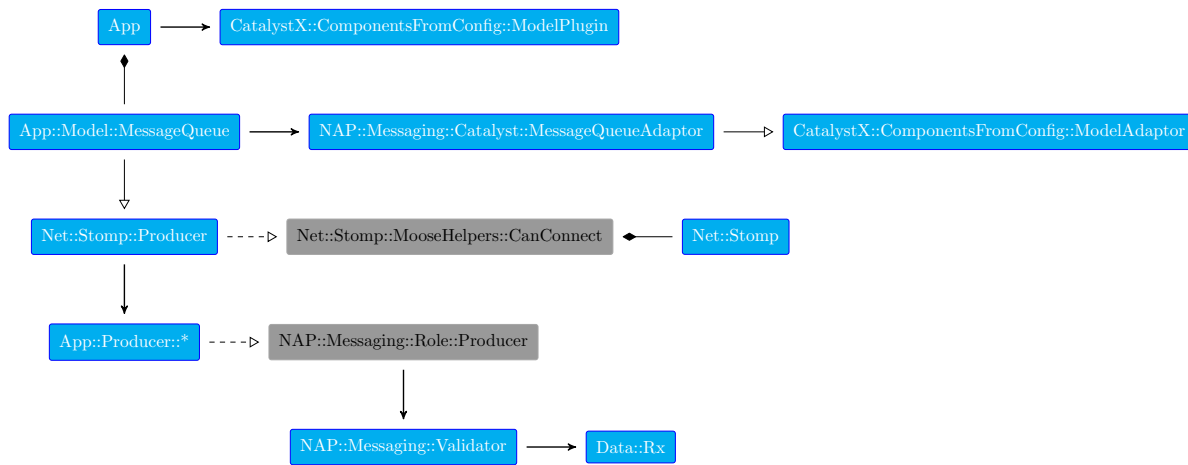 App
CatalystX::ComponentsFromConfig::ModelPlugin
App::Model::MessageQueue
NAP::Messaging::Catalyst::MessageQueueAdaptor
CatalystX::ComponentsFromConfig::ModelAdaptor
Net::Stomp::Producer
Net::Stomp::MooseHelpers::CanConnect
Net::Stomp
App::Producer::*
NAP::Messaging::Role::Producer
NAP::Messaging::Validator
Data::Rx